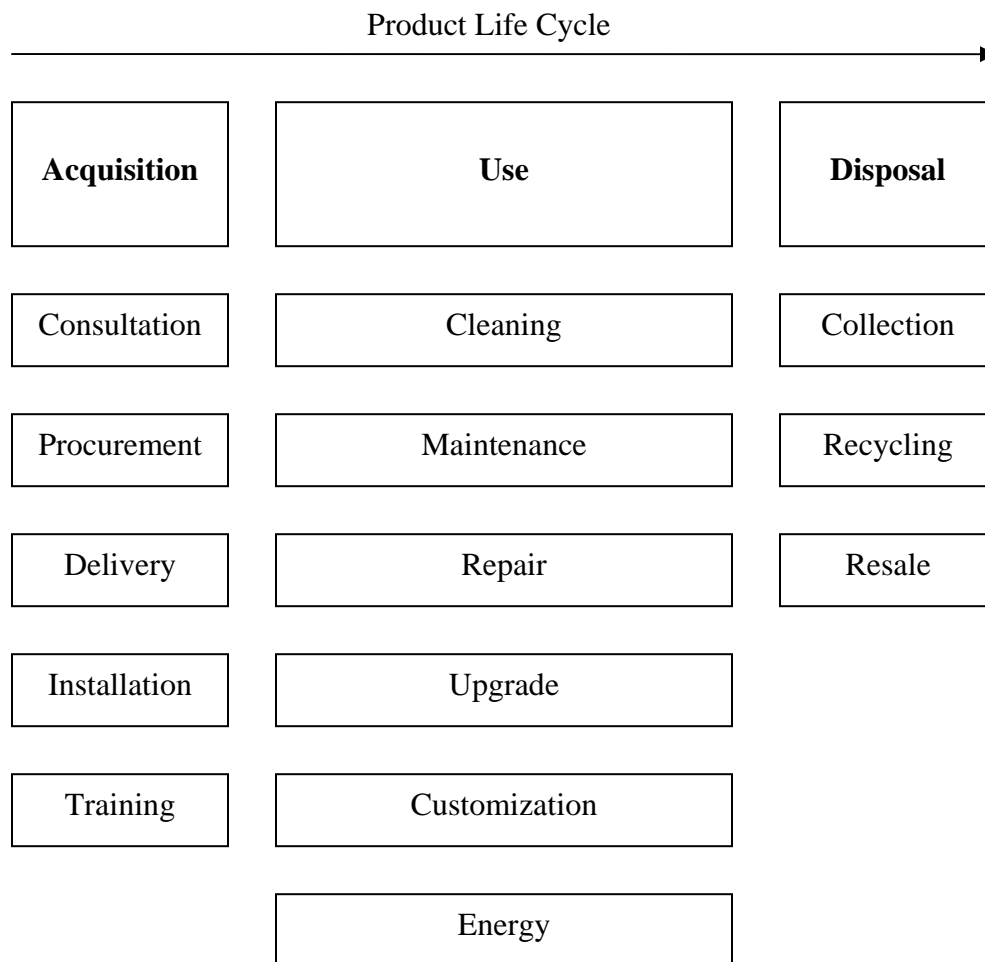 Product Life Cycle
Acquisition
Use
Disposal
Consultation
Cleaning
Collection
Procurement
Maintenance
Recycling
Delivery
Repair
Resale
Installation
Upgrade
Training
Customization
Energy